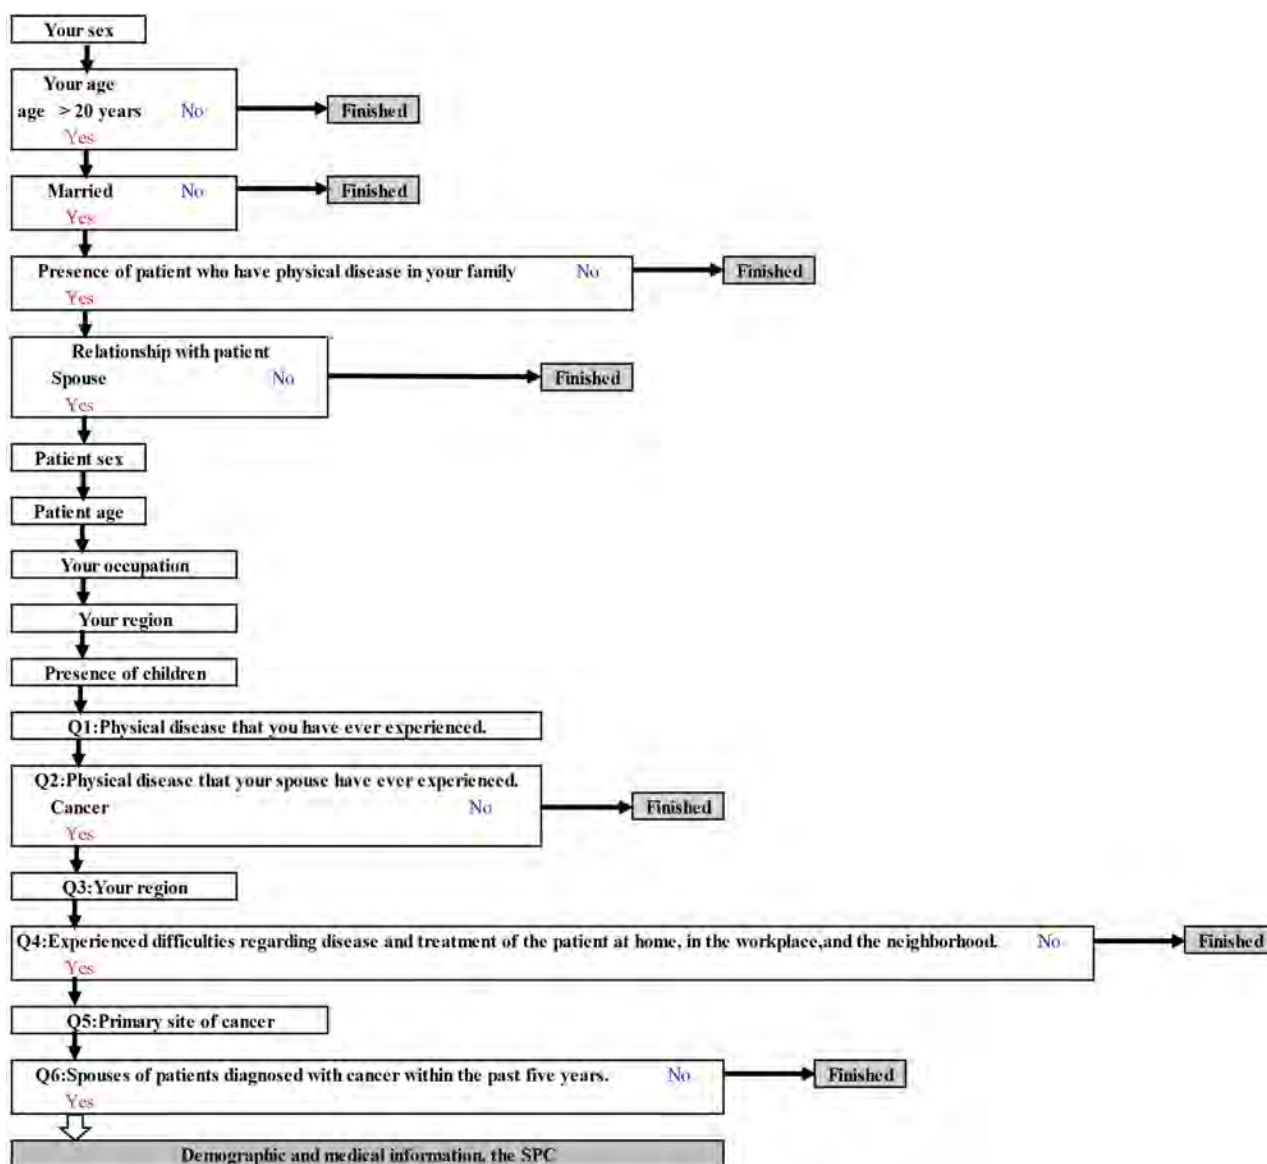 Your sex
Your age
age > 20 years No
Finished
Yes
Married No
Finished
Yes
Presence of patient who have physical disease in your family No
Finished
Yes
Relationship with patient
Spouse No
Finished
Yes
Patient sex
Patient age
Your occupation
Your region
Presence of children
Q1:Physical disease that you have ever experienced.
Q2:Physical disease that your spouse have ever experienced.
Cancer No
Finished
Yes
Q3:Your region
Q4:Experienced difficulties regarding disease and treatment of the patient at home, in the workplace,and the neighborhood. No
Finished
Yes
Q5:Primary site of cancer
Q6:Spouses of patients diagnosed with cancer within the past five years. No
Finished
Yes
Demographic and medical information, the SPC